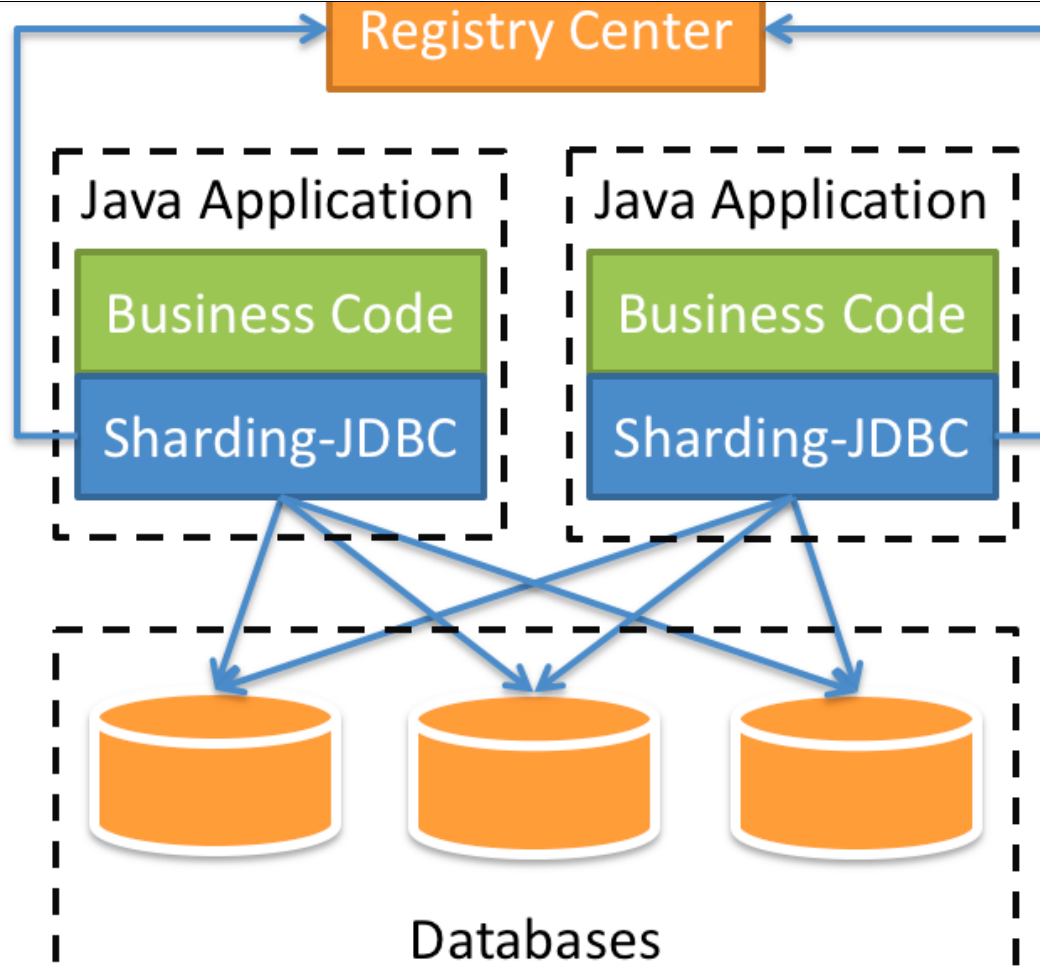 Registry Center
Java Application
Business Code
Sharding-JDBC
Java Application
Business Code
Sharding-JDBC
Databases